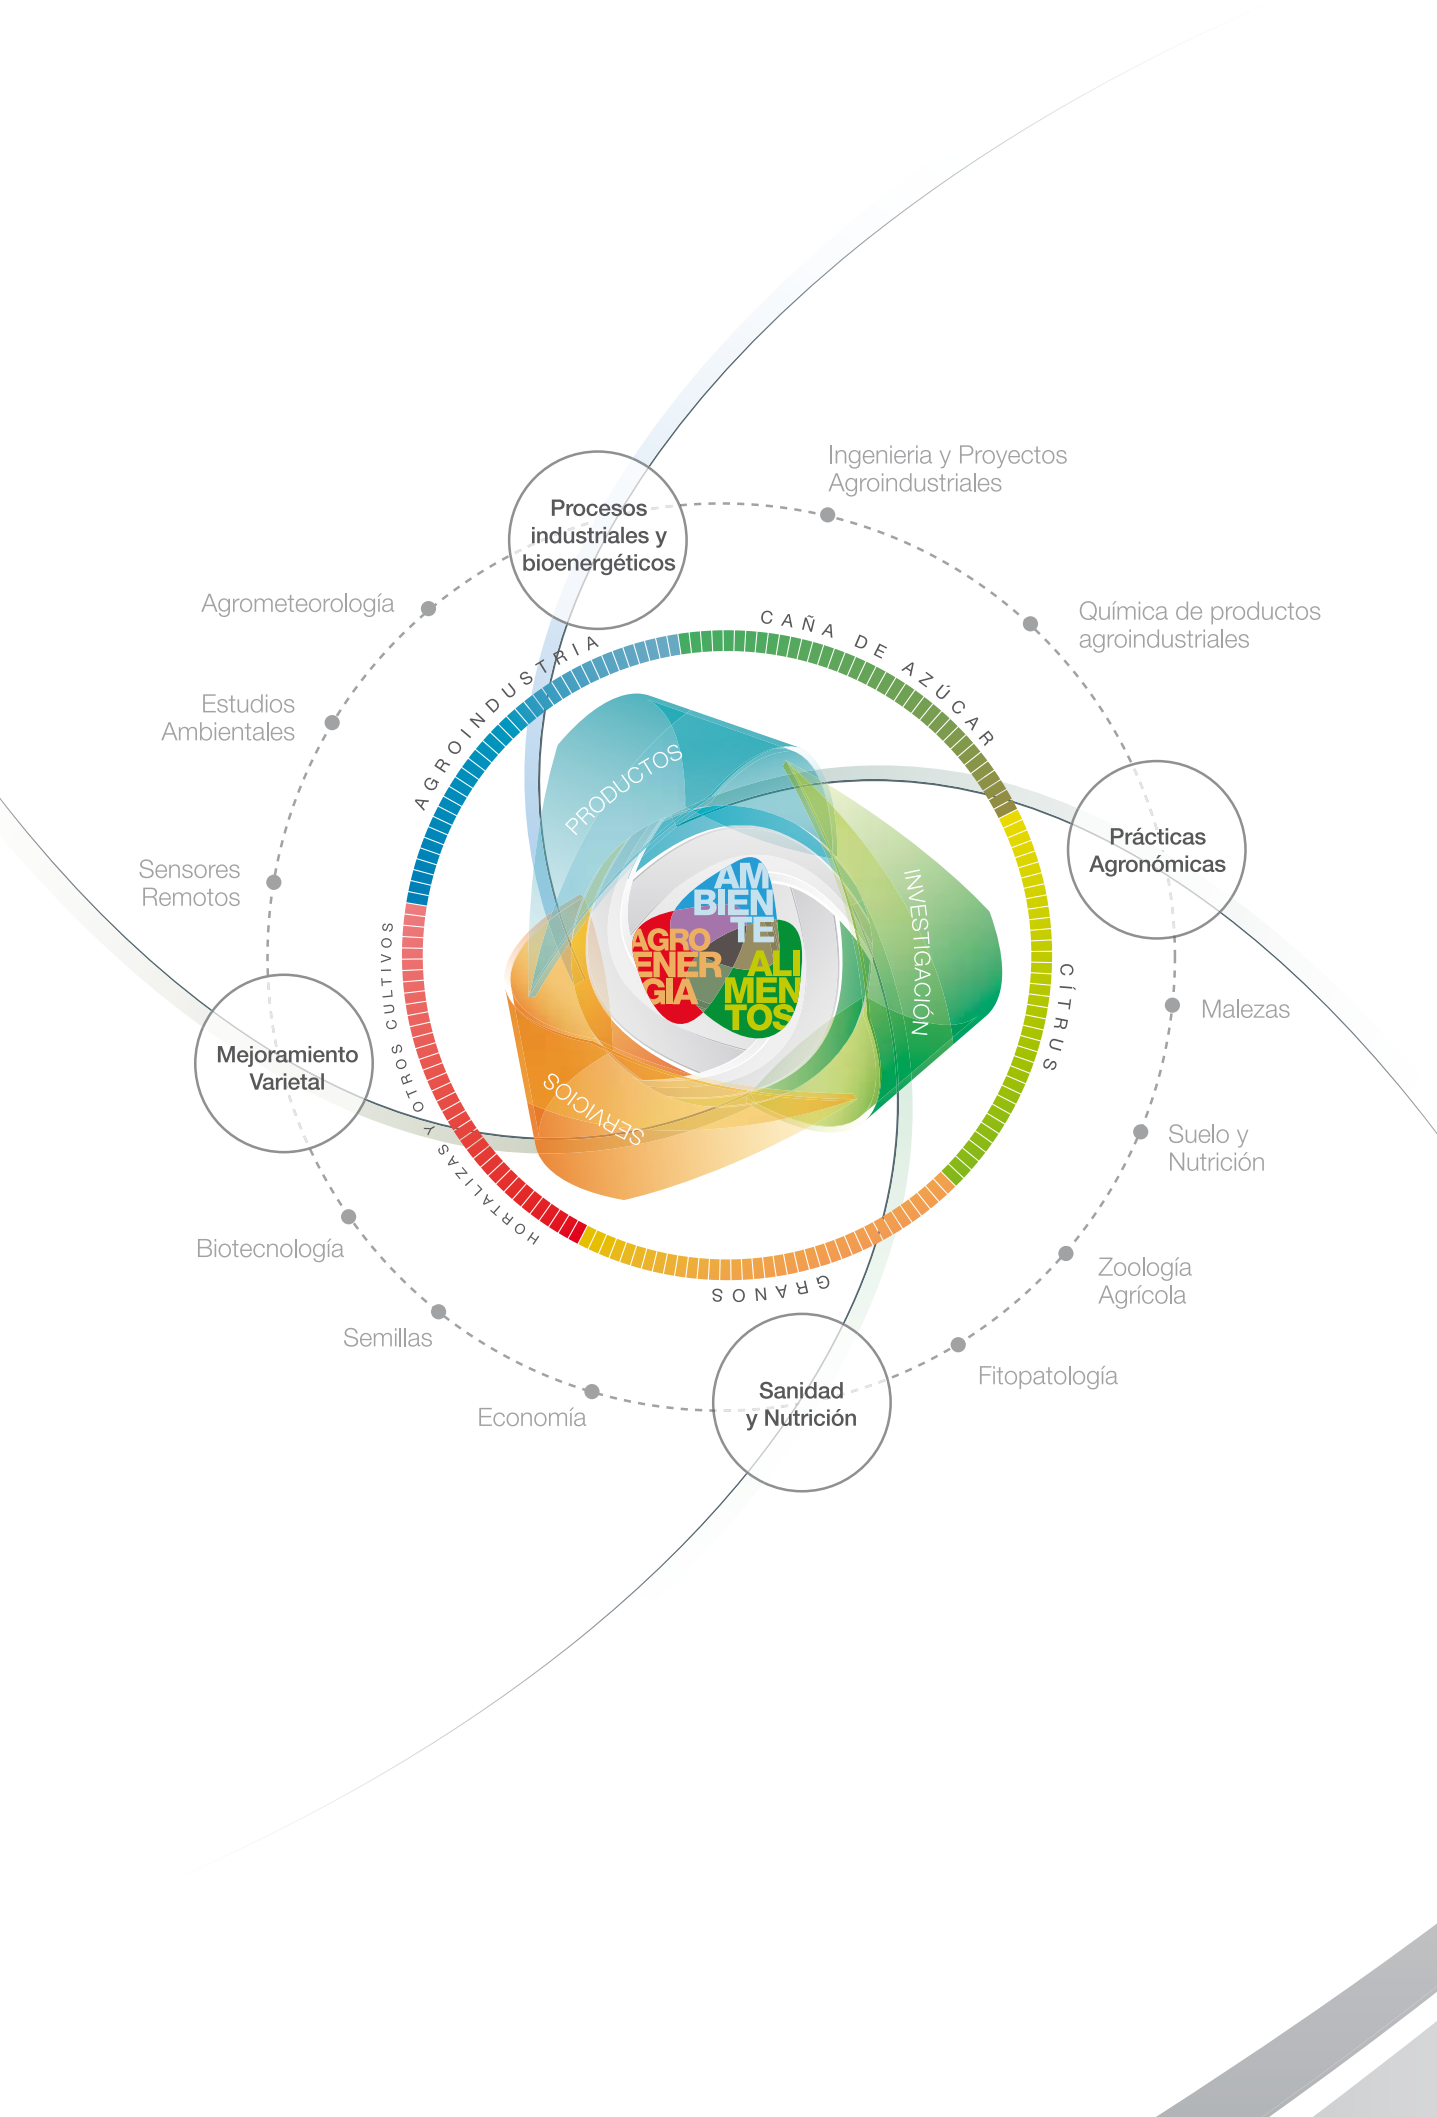 Ingenieria y Proyectos
Agroindustriales
Procesos
industriales y
bioenergéticos
Agrometeorología
Química de productos
agroindustriales
CAÑA DE AZÚCAR
AGROINDUSTRIA
Estudios
Ambientales
PRODUCTOS
Prácticas
Agronómicas
Sensores
Remotos
INVESTIGACIÓN
AM
BIEN
TE
AGRO
ENER
GIA
ALI
MEN
TOS
HORTALIZAS Y OTROS CULTIVOS
CÍTRUS
Malezas
Mejoramiento
Varietal
SERVICIOS
Suelo y
Nutrición
Biotecnología
Zoología
Agrícola
GRANOS
Semillas
Fitopatología
Sanidad
y Nutrición
Economía